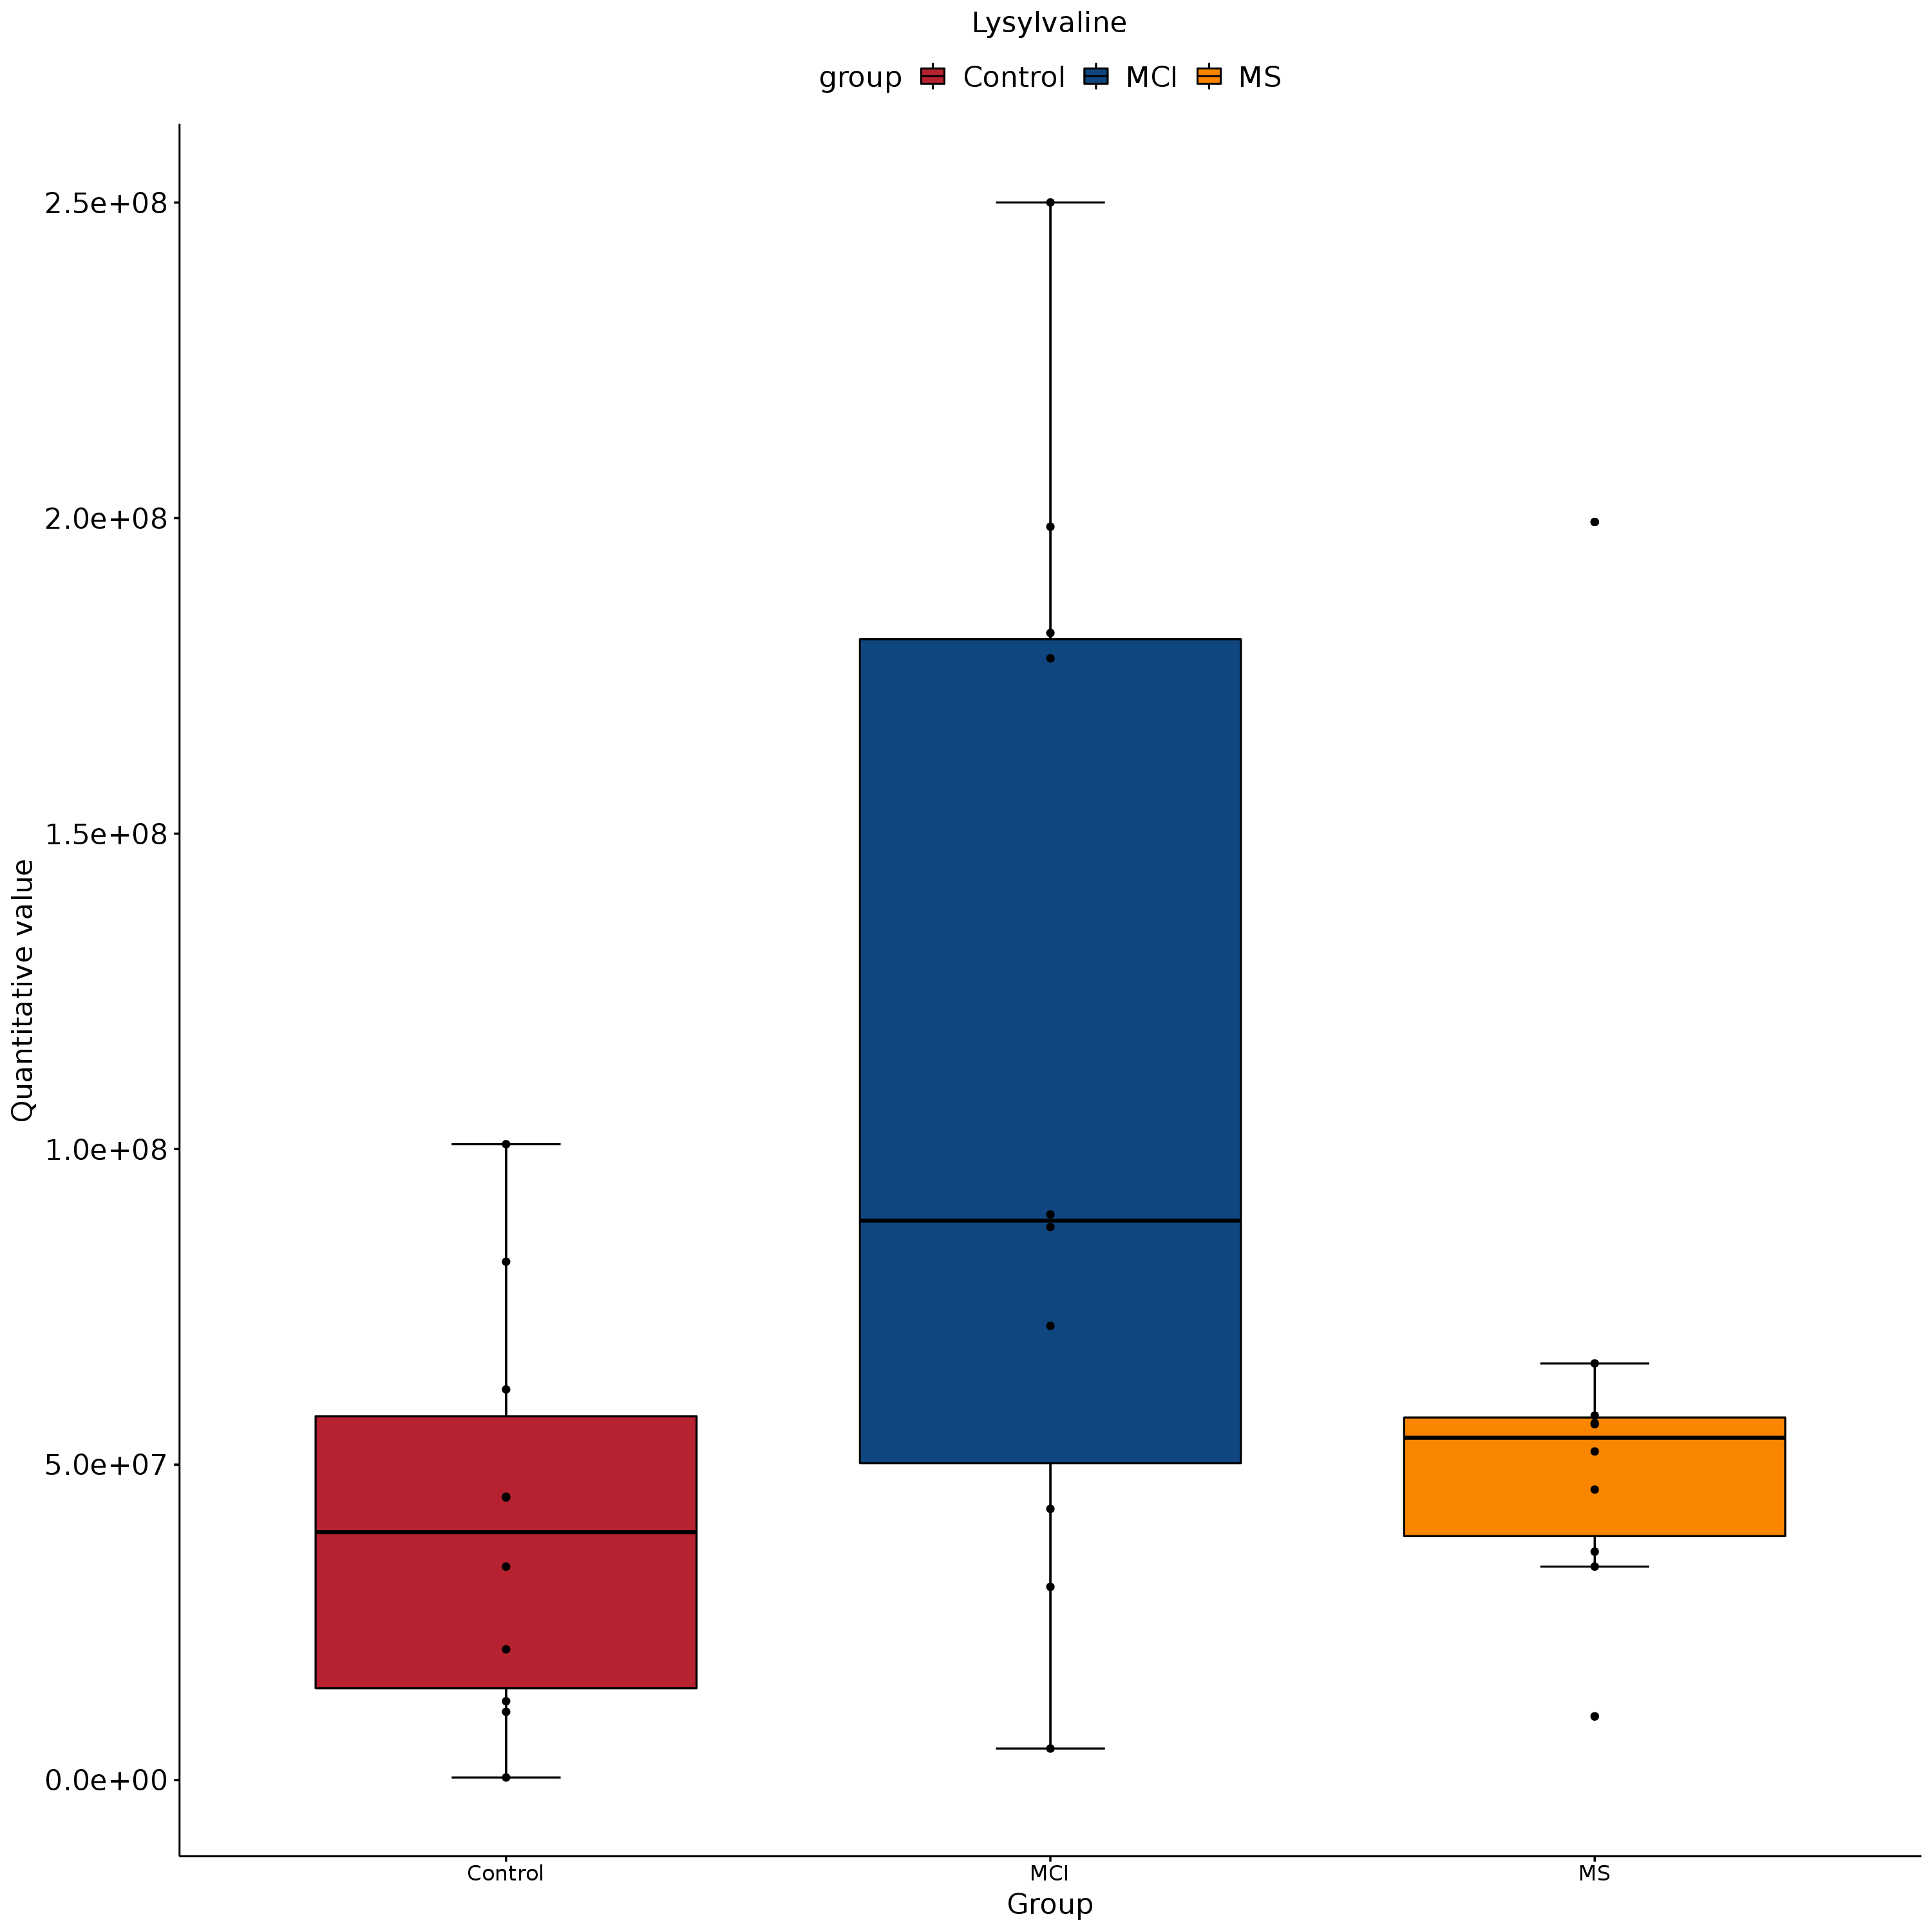 Lysylvaline
group Control MCI MS
2.5e+08
2.0e+08
1.5e+08
1.0e+08
5.0e+07
0.0e+00
Quantitative value
Control MCI MS
Group